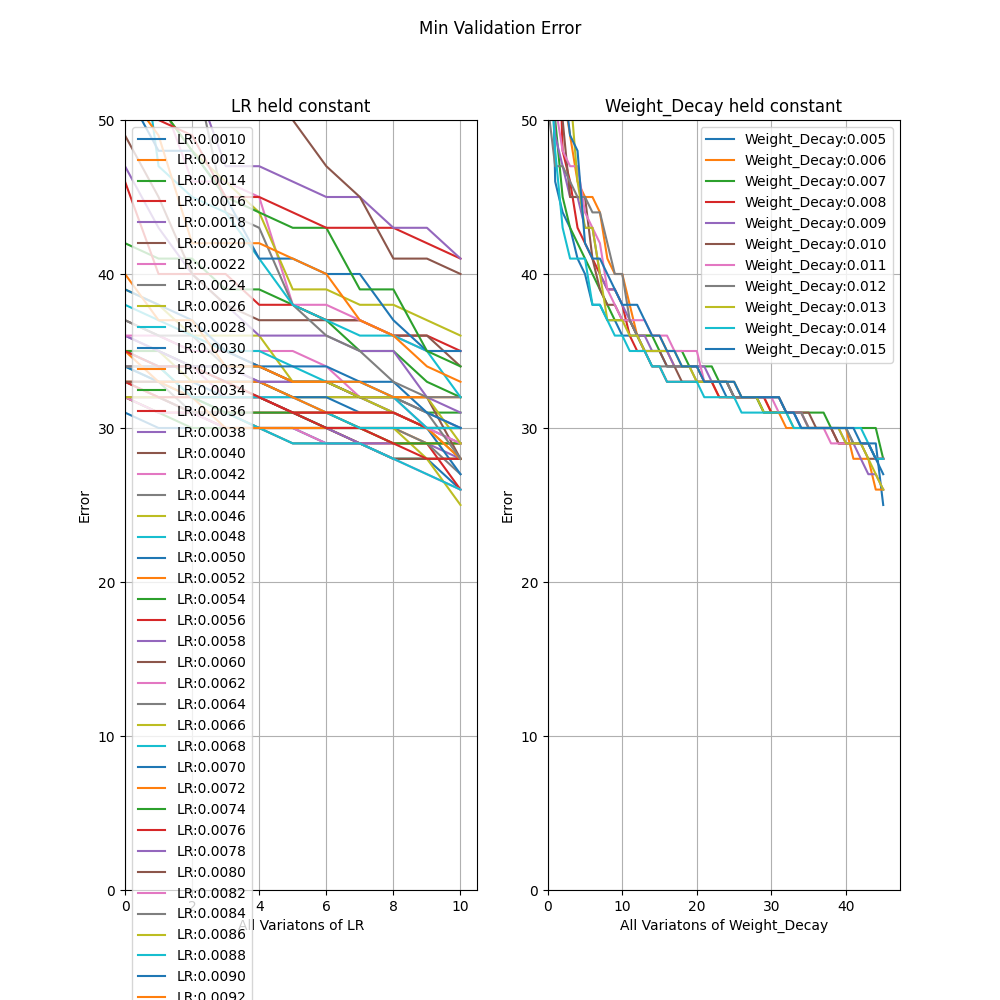 Min Validation Error
LR held constant
50
40
30
20
10
0
Error
0
2
4
6
8
10
All Variatons of LR
LR:0.0010
LR:0.0012
LR:0.0014
LR:0.0016
LR:0.0018
LR:0.0020
LR:0.0022
LR:0.0024
LR:0.0026
LR:0.0028
LR:0.0030
LR:0.0032
LR:0.0034
LR:0.0036
LR:0.0038
LR:0.0040
LR:0.0042
LR:0.0044
LR:0.0046
LR:0.0048
LR:0.0050
LR:0.0052
LR:0.0054
LR:0.0056
LR:0.0058
LR:0.0060
LR:0.0062
LR:0.0064
LR:0.0066
LR:0.0068
LR:0.0070
LR:0.0072
LR:0.0074
LR:0.0076
LR:0.0078
LR:0.0080
LR:0.0082
LR:0.0084
LR:0.0086
LR:0.0088
LR:0.0090
LR:0.0092
Weight_Decay held constant
50
40
30
20
10
0
Error
0
10
20
30
40
All Variatons of Weight_Decay
Weight_Decay:0.005
Weight_Decay:0.006
Weight_Decay:0.007
Weight_Decay:0.008
Weight_Decay:0.009
Weight_Decay:0.010
Weight_Decay:0.011
Weight_Decay:0.012
Weight_Decay:0.013
Weight_Decay:0.014
Weight_Decay:0.015